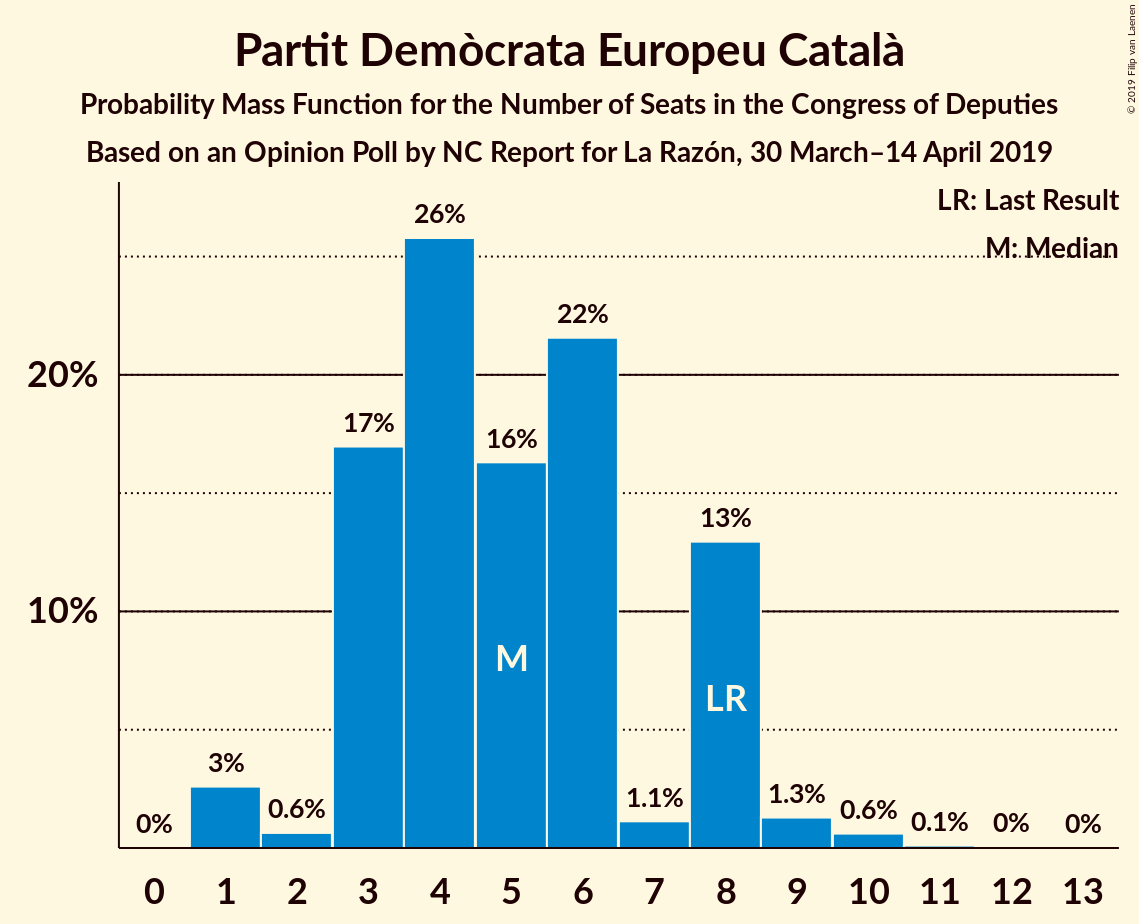 Partit Demòcrata Europeu Català
Probability Mass Function for the Number of Seats in the Congress of Deputies
Based on an Opinion Poll by NC Report for La Razón, 30 March–14 April 2019
© 2019 Filip van Laenen
LR: Last Result
M: Median
20%
10%
0%
3%
0.6%
17%
26%
16%
22%
1.1%
13%
1.3%
0.6%
0.1%
0%
0%
M
LR
0 1 2 3 4 5 6 7 8 9 10 11 12 13